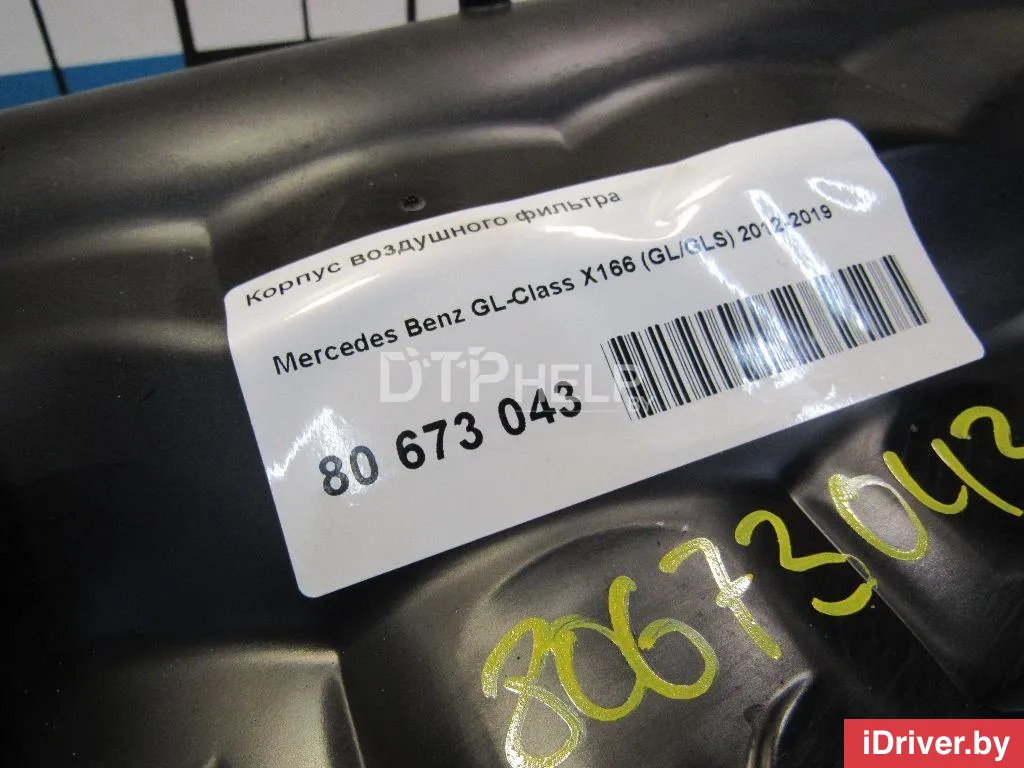 Корпус воздушного фильтра
Mercedes Benz GL-Class X166 (GL/GLS) 2012-2019
DTPHELP
80 673 043
80673043
iDriver.by